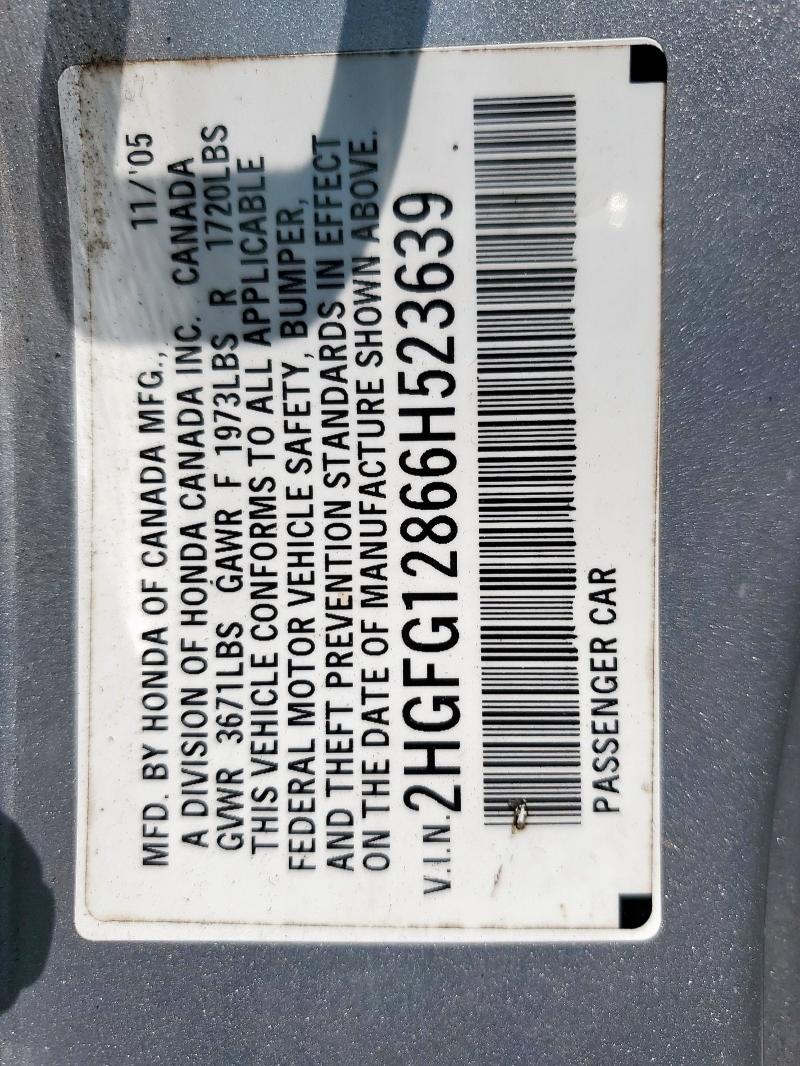 MFD. BY HONDA OF CANADA MFG., 11/'05
A DIVISION OF HONDA CANADA INC. CANADA
GVWR 3671LBS GAWR F 1973LBS R 1720LBS
THIS VEHICLE CONFORMS TO ALL APPLICABLE
FEDERAL MOTOR VEHICLE SAFETY, BUMPER,
AND THEFT PREVENTION STANDARDS IN EFFECT
ON THE DATE OF MANUFACTURE SHOWN ABOVE.
V.I.N. 2HGFG12866H523639
PASSENGER CAR